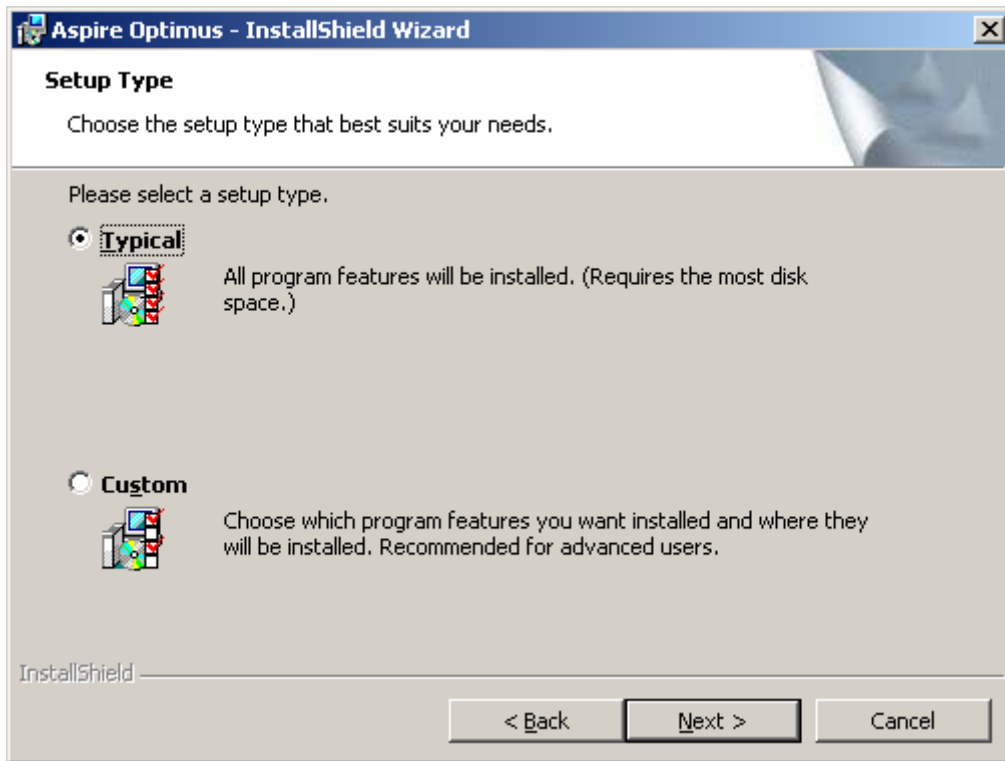 Aspire Optimus - InstallShield Wizard
Setup Type
Choose the setup type that best suits your needs.
Please select a setup type.
Typical
All program features will be installed. (Requires the most disk
space.)
Custom
Choose which program features you want installed and where they
will be installed. Recommended for advanced users.
InstallShield
< Back
Next >
Cancel